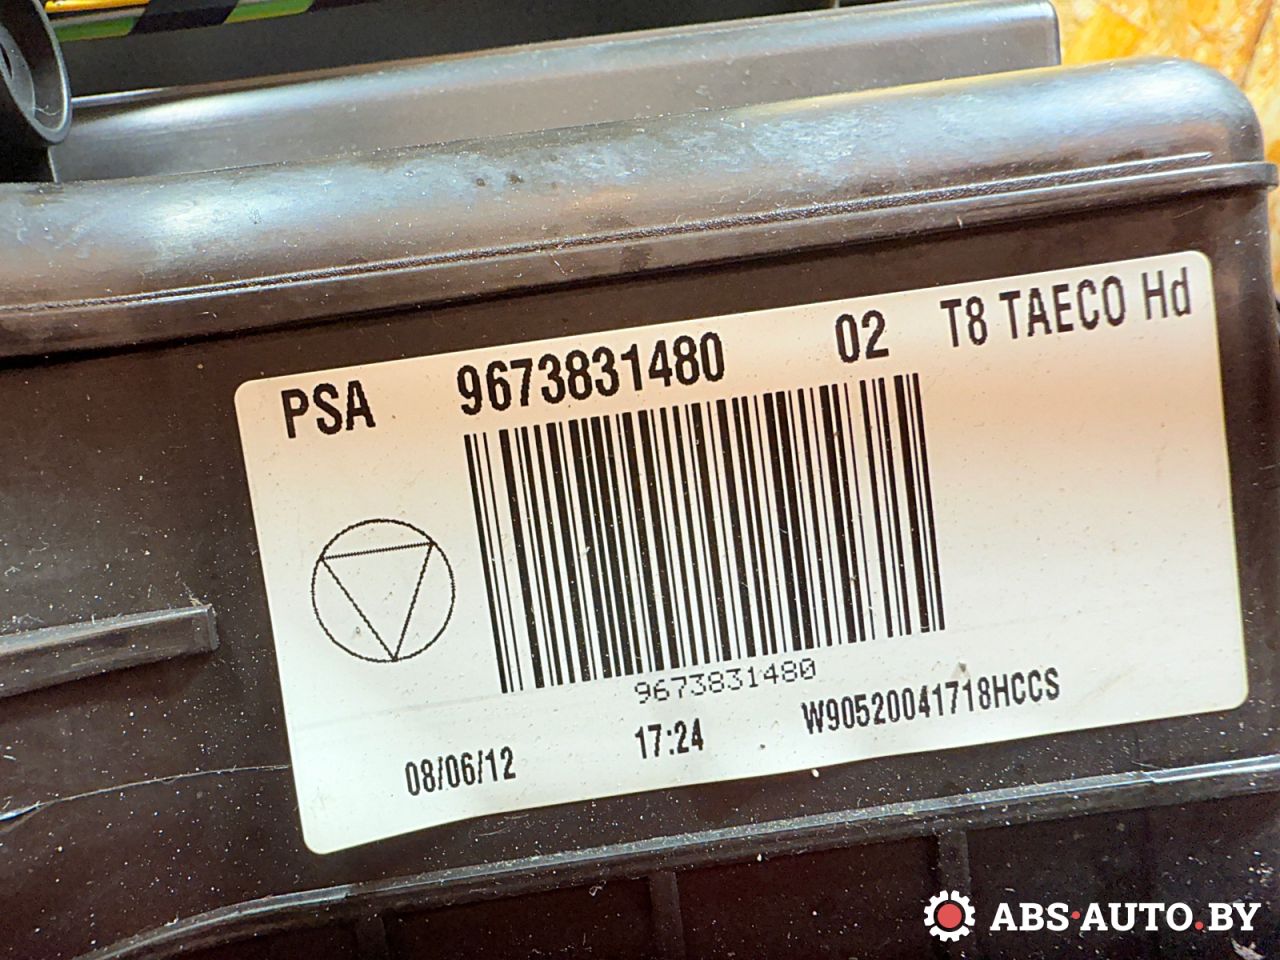 PSA 9673831480 02 T8 TAECO Hd
9673831480
08/06/12 17:24 W90520041718HCCS
ABS·AUTO.BY